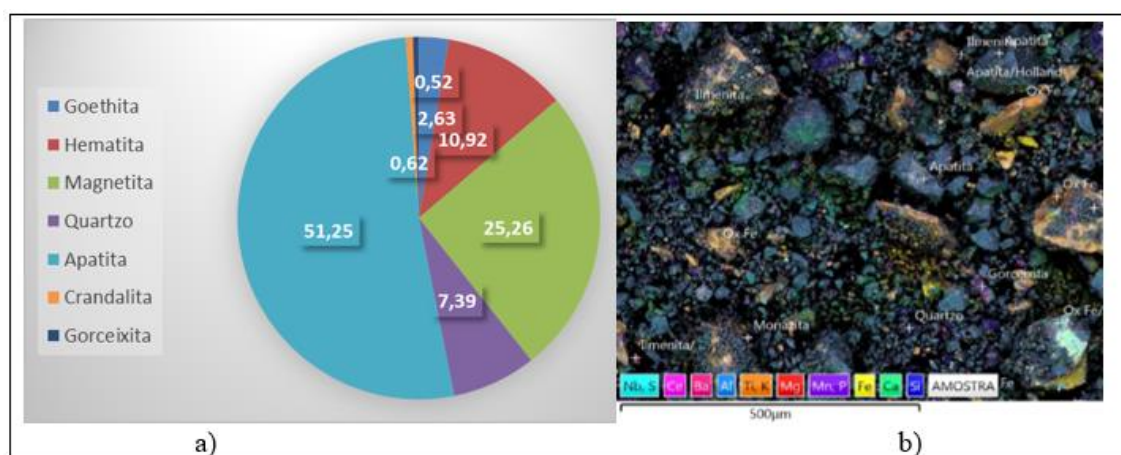 Goethita
Hematita
Magnetita
Quartzo
Apatita
Crandalita
Gorceixita
0,52
2,63
10,92
0,62
51,25
25,26
7,39
a)
Ilmenita
Apatita
Apatita/Holland
Ilmenita
Ox Fe
Apatita
Ox Fe
Ox Fe
Gorceixita
Quartzo
Ox Fe/
Monazita
Ilmenita/
Fe
Nb, S Ce Ba Al Ti, K Mg Mn, P Fe Ca Si AMOSTRA
500µm
b)